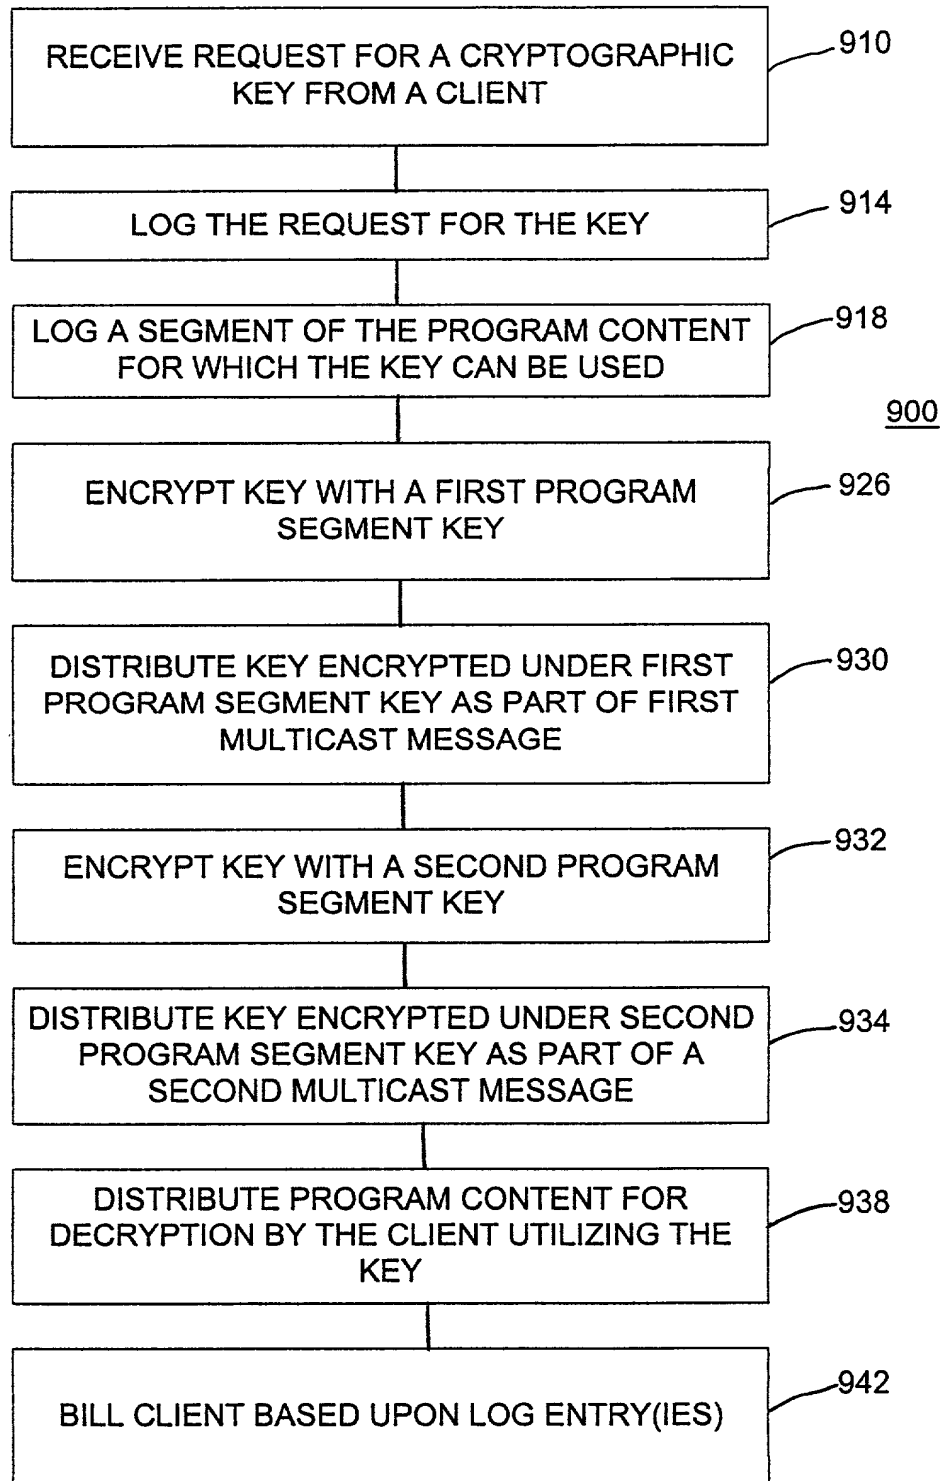 RECEIVE REQUEST FOR A CRYPTOGRAPHIC
KEY FROM A CLIENT
910
LOG THE REQUEST FOR THE KEY
914
LOG A SEGMENT OF THE PROGRAM CONTENT
FOR WHICH THE KEY CAN BE USED
918
900
ENCRYPT KEY WITH A FIRST PROGRAM
SEGMENT KEY
926
DISTRIBUTE KEY ENCRYPTED UNDER FIRST
PROGRAM SEGMENT KEY AS PART OF FIRST
MULTICAST MESSAGE
930
ENCRYPT KEY WITH A SECOND PROGRAM
SEGMENT KEY
932
DISTRIBUTE KEY ENCRYPTED UNDER SECOND
PROGRAM SEGMENT KEY AS PART OF A
SECOND MULTICAST MESSAGE
934
DISTRIBUTE PROGRAM CONTENT FOR
DECRYPTION BY THE CLIENT UTILIZING THE
KEY
938
BILL CLIENT BASED UPON LOG ENTRY(IES)
942